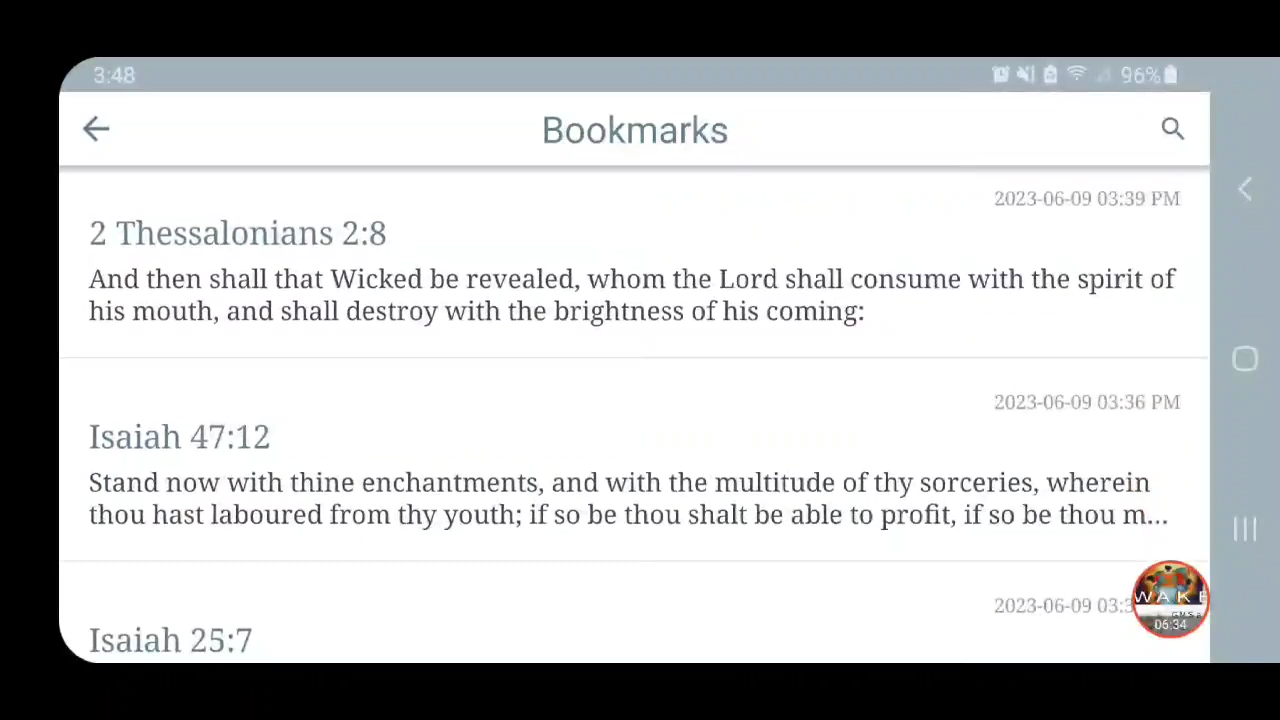 3:48
96%
Bookmarks
2023-06-09 03:39 PM
2 Thessalonians 2:8
And then shall that Wicked be revealed, whom the Lord shall consume with the spirit of
his mouth, and shall destroy with the brightness of his coming:
2023-06-09 03:36 PM
Isaiah 47:12
Stand now with thine enchantments, and with the multitude of thy sorceries, wherein
thou hast laboured from thy youth; if so be thou shalt be able to profit, if so be thou m...
2023-06-09 03:3
WAKE
06:34
Isaiah 25:7